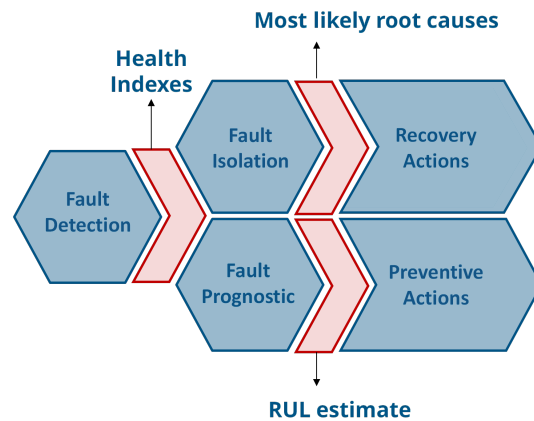 Most likely root causes
Health
Indexes
Fault
Isolation
Recovery
Actions
Fault
Detection
Fault
Prognostic
Preventive
Actions
RUL estimate